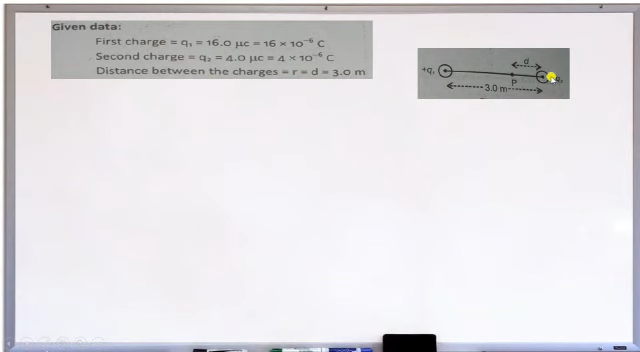 Given data:
First charge = q₁ = 16.0 μc = 16 × 10⁻⁶ C
Second charge = q₂ = 4.0 μc = 4 × 10⁻⁶ C
Distance between the charges = r = d = 3.0 m
d
+q₁
P
3.0 m